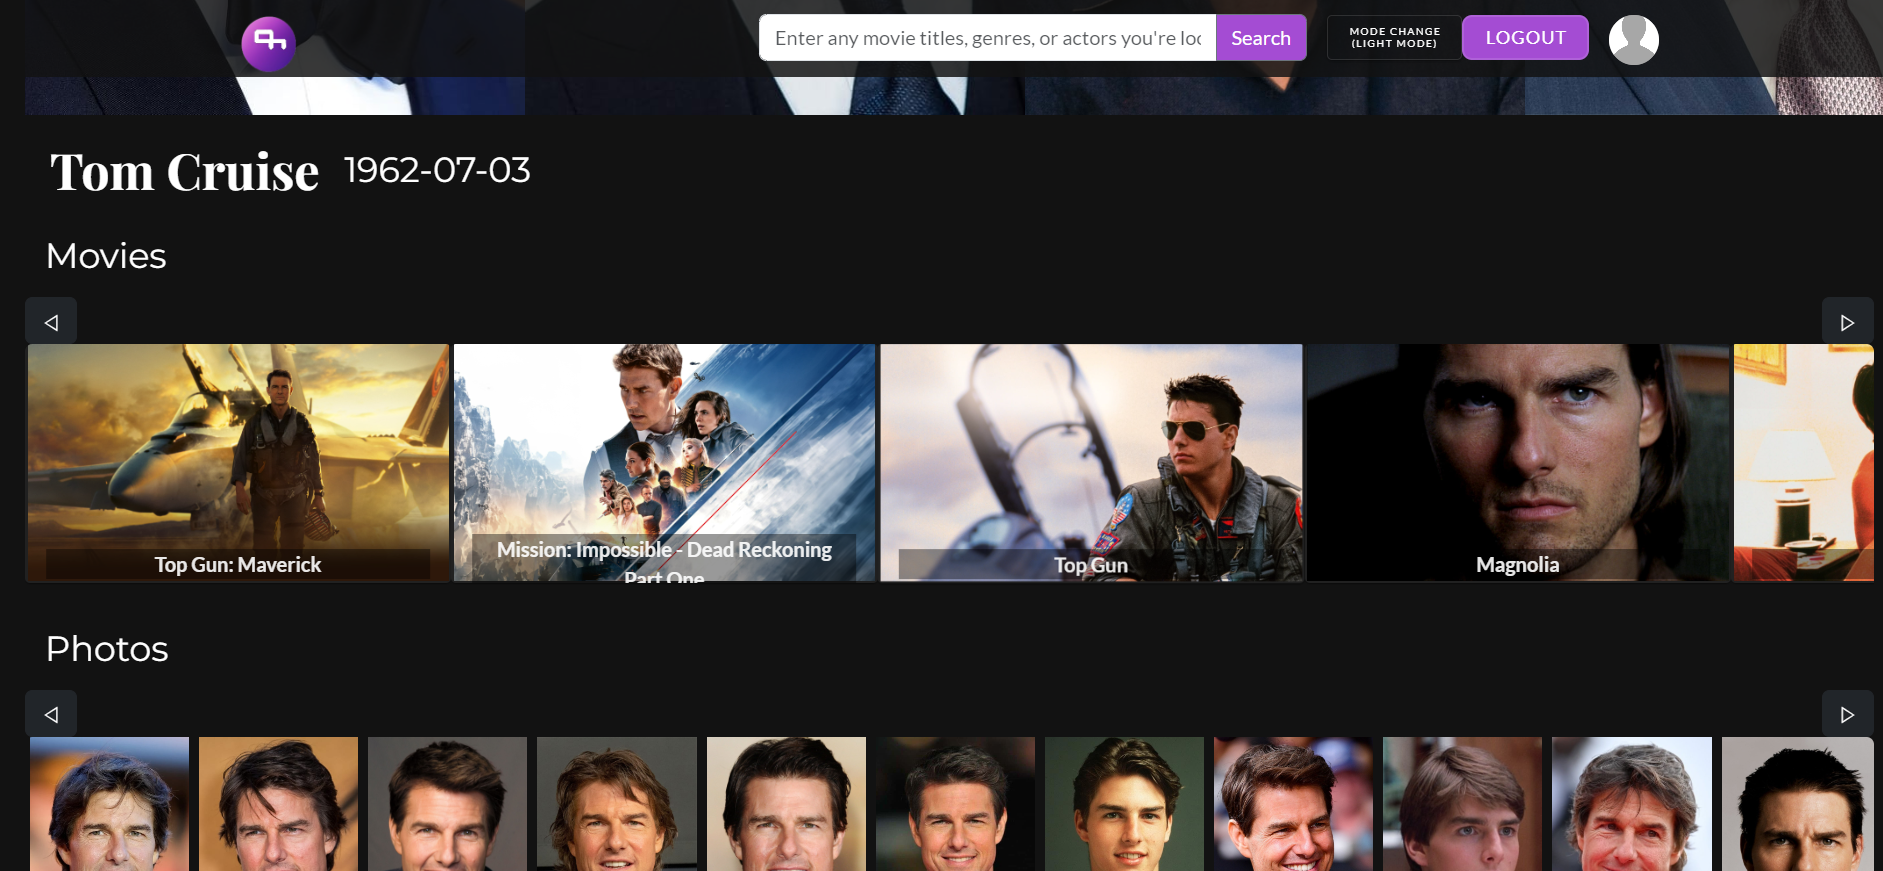 Enter any movie titles, genres, or actors you're loc
Search
MODE CHANGE
(LIGHT MODE)
LOGOUT
Tom Cruise 1962-07-03
Movies
Top Gun: Maverick
Mission: Impossible - Dead Reckoning
Part One
Top Gun
Magnolia
Photos